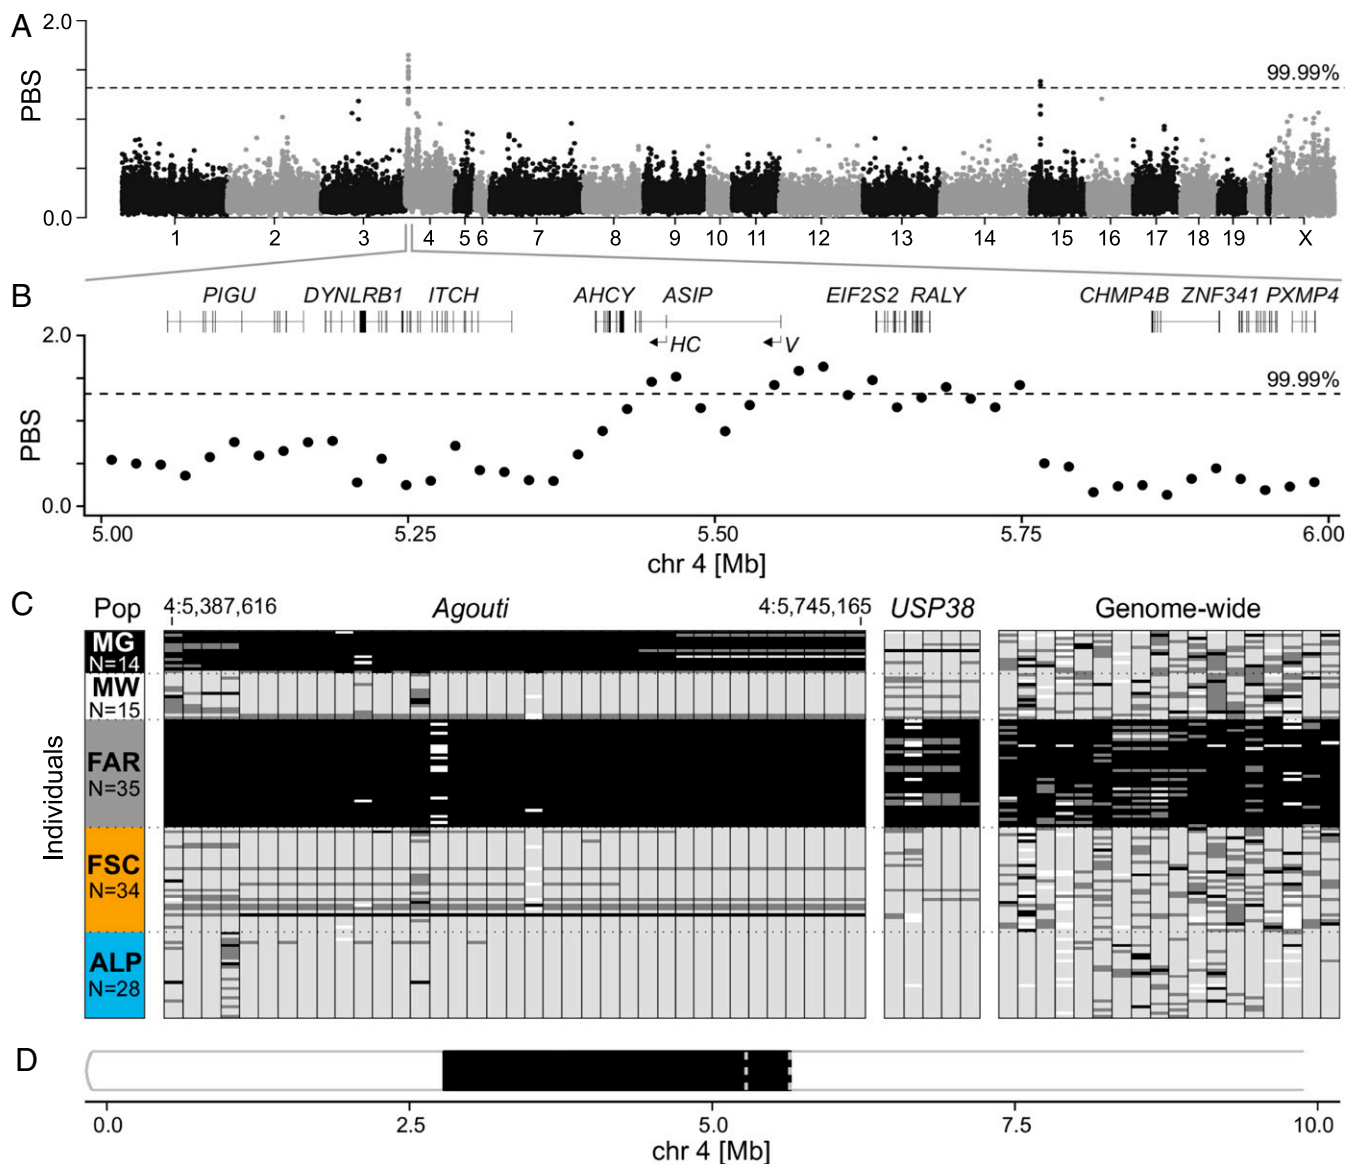 A
2.0
PBS
99.99%
0.0
1 2 3 4 5 6 7 8 9 10 11 12 13 14 15 16 17 18 19 X
B
PIGU DYNLRB1 ITCH AHCY ASIP EIF2S2 RALY CHMP4B ZNF341 PXMP4
HC V
2.0
99.99%
PBS
0.0
5.00 5.25 5.50 5.75 6.00
chr 4 [Mb]
C
Pop 4:5,387,616 Agouti 4:5,745,165 USP38 Genome-wide
Individuals
MG
N=14
MW
N=15
FAR
N=35
FSC
N=34
ALP
N=28
D
0.0 2.5 5.0 7.5 10.0
chr 4 [Mb]